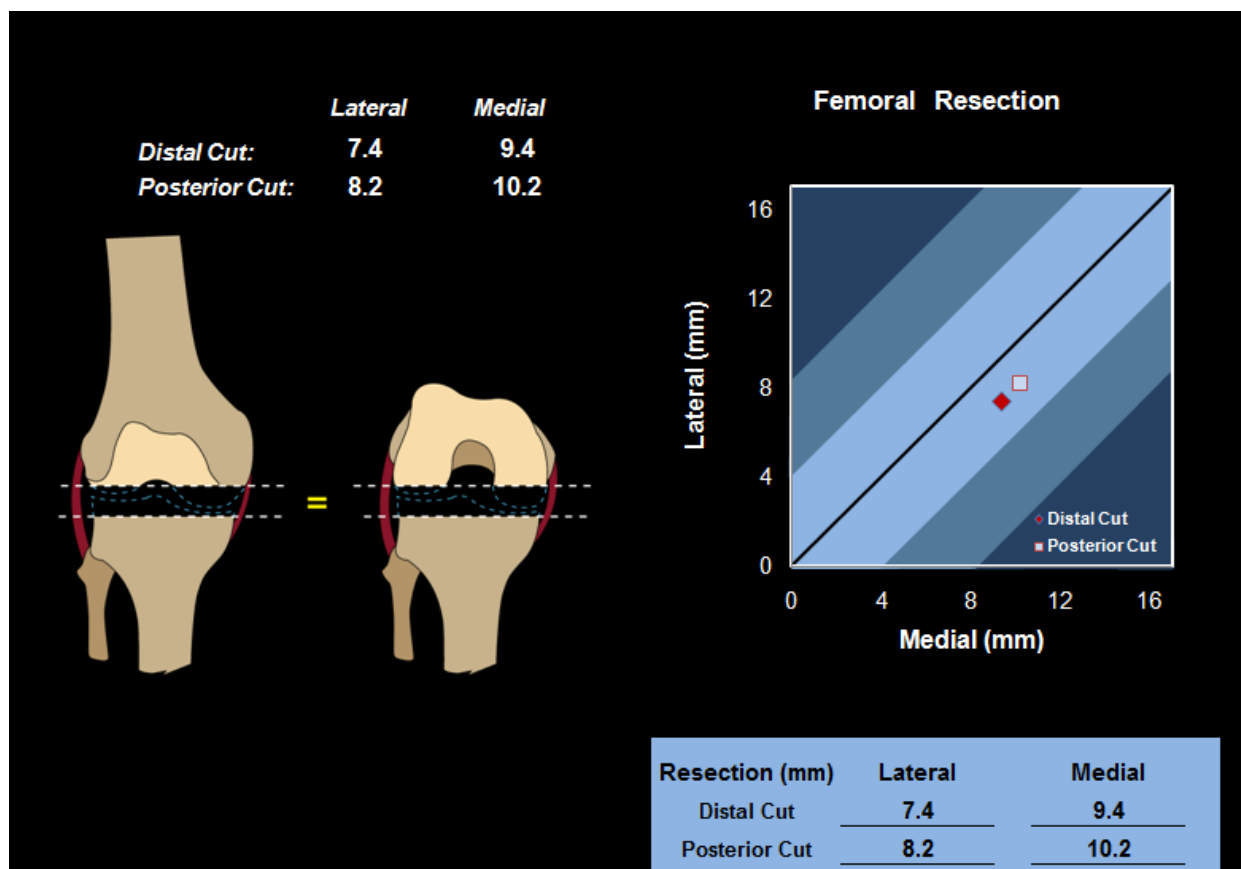 Lateral Medial
Distal Cut: 7.4 9.4
Posterior Cut: 8.2 10.2
=
Femoral Resection
16
12
8
4
0
Lateral (mm)
Distal Cut
Posterior Cut
0 4 8 12 16
Medial (mm)
Resection (mm) Lateral Medial
Distal Cut 7.4 9.4
Posterior Cut 8.2 10.2